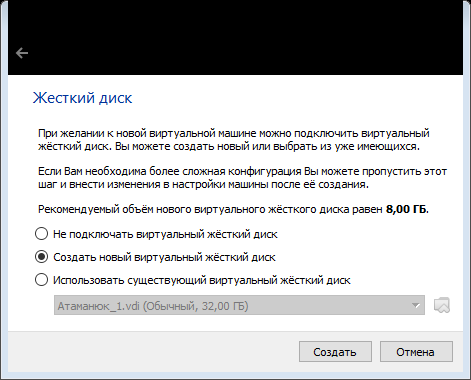 Жесткий диск
При желании к новой виртуальной машине можно подключить виртуальный
жёсткий диск. Вы можете создать новый или выбрать из уже имеющихся.
Если Вам необходима более сложная конфигурация Вы можете пропустить этот
шаг и внести изменения в настройки машины после её создания.
Рекомендуемый объём нового виртуального жёсткого диска равен 8,00 ГБ.
Не подключать виртуальный жёсткий диск
Создать новый виртуальный жёсткий диск
Использовать существующий виртуальный жёсткий диск
Атаманюк_1.vdi (Обычный, 32,00 ГБ)
Создать
Отмена